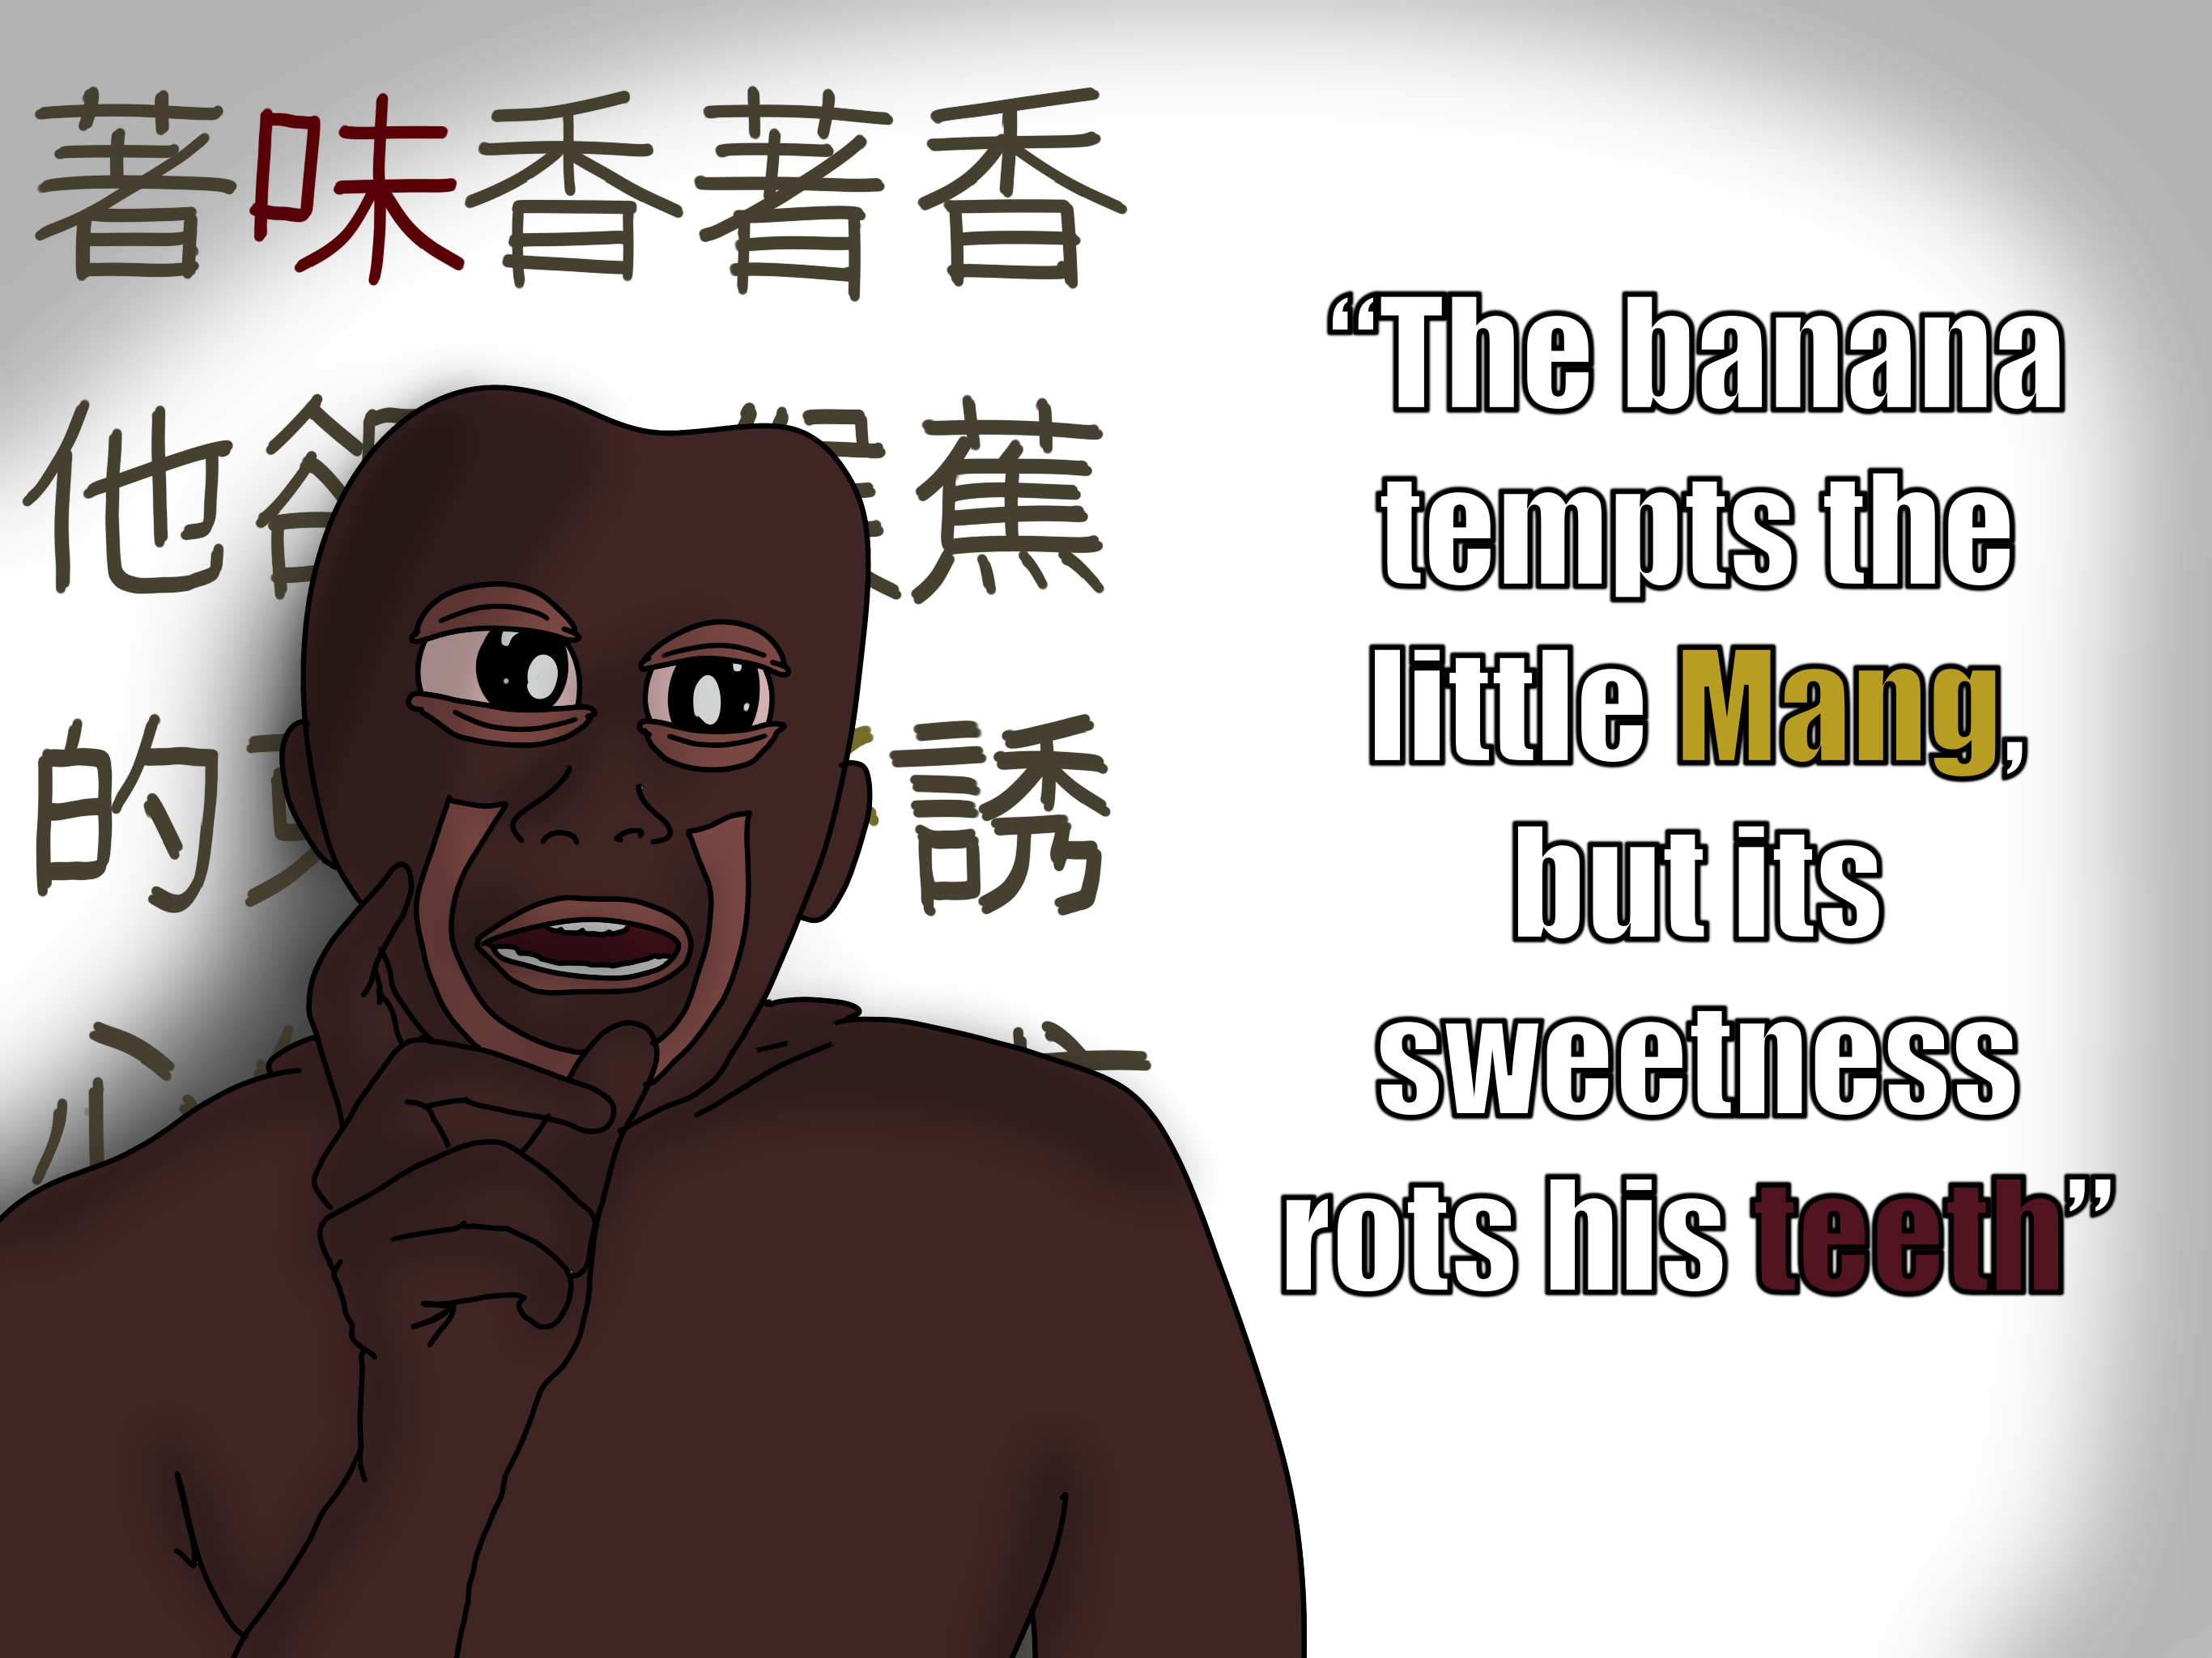 香蕉誘
著
香
味
著他的
“The banana
tempts the
little Mang,
but its
sweetness
rots his teeth”